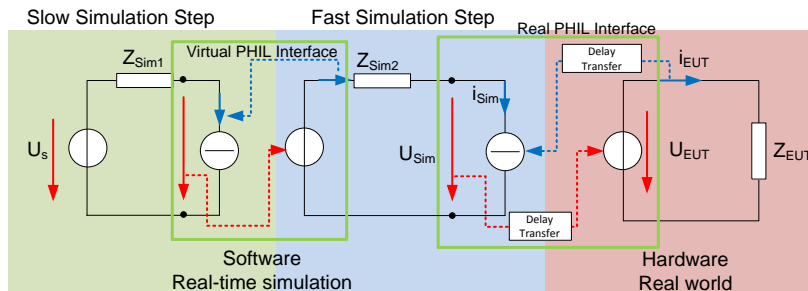 Slow Simulation Step
Fast Simulation Step
Real PHIL Interface
Z_Sim1
Virtual PHIL Interface
Z_Sim2
Delay
Transfer
i_EUT
i_Sim
U_s
U_Sim
U_EUT
Z_EUT
Delay
Transfer
Software
Real-time simulation
Hardware
Real world